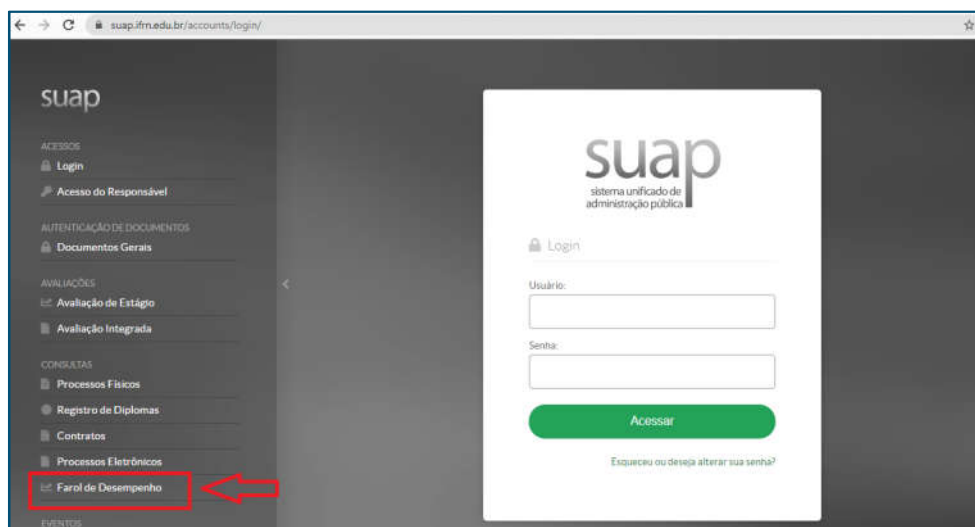 suap.ifrn.edu.br/accounts/login/
suap
ACESSOS
Login
Acesso do Responsável
AUTENTICAÇÃO DE DOCUMENTOS
Documentos Gerais
AVALIAÇÕES
Avaliação de Estágio
Avaliação Integrada
CONSULTAS
Processos Físicos
Registro de Diplomas
Contratos
Processos Eletrônicos
Farol de Desempenho
EVENTOS
suap
sistema unificado de
administração pública
Login
Usuário:
Senha:
Acessar
Esqueceu ou deseja alterar sua senha?